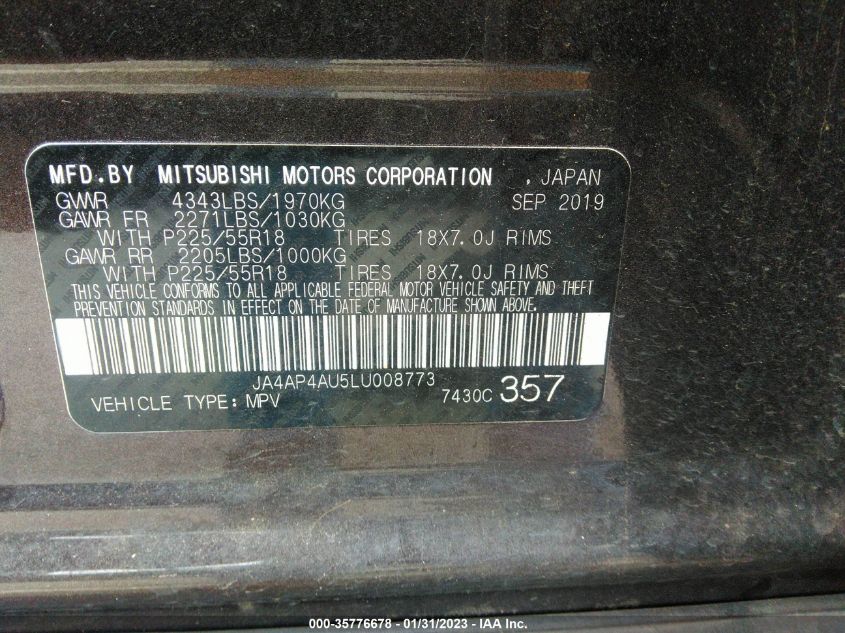 MFD.BY MITSUBISHI MOTORS CORPORATION , JAPAN
GVWR 4343LBS/1970KG SEP 2019
GAWR FR 2271LBS/1030KG
WITH P225/55R18 TIRES 18X7.0J RIMS
GAWR RR 2205LBS/1000KG
WITH P225/55R18 TIRES 18X7.0J RIMS
THIS VEHICLE CONFORMS TO ALL APPLICABLE FEDERAL MOTOR VEHICLE SAFETY AND THEFT
PREVENTION STANDARDS IN EFFECT ON THE DATE OF MANUFACTURE SHOWN ABOVE.
JA4AP4AU5LU008773
VEHICLE TYPE: MPV 7430C 357
000-35776678 - 01/31/2023 - IAA Inc.